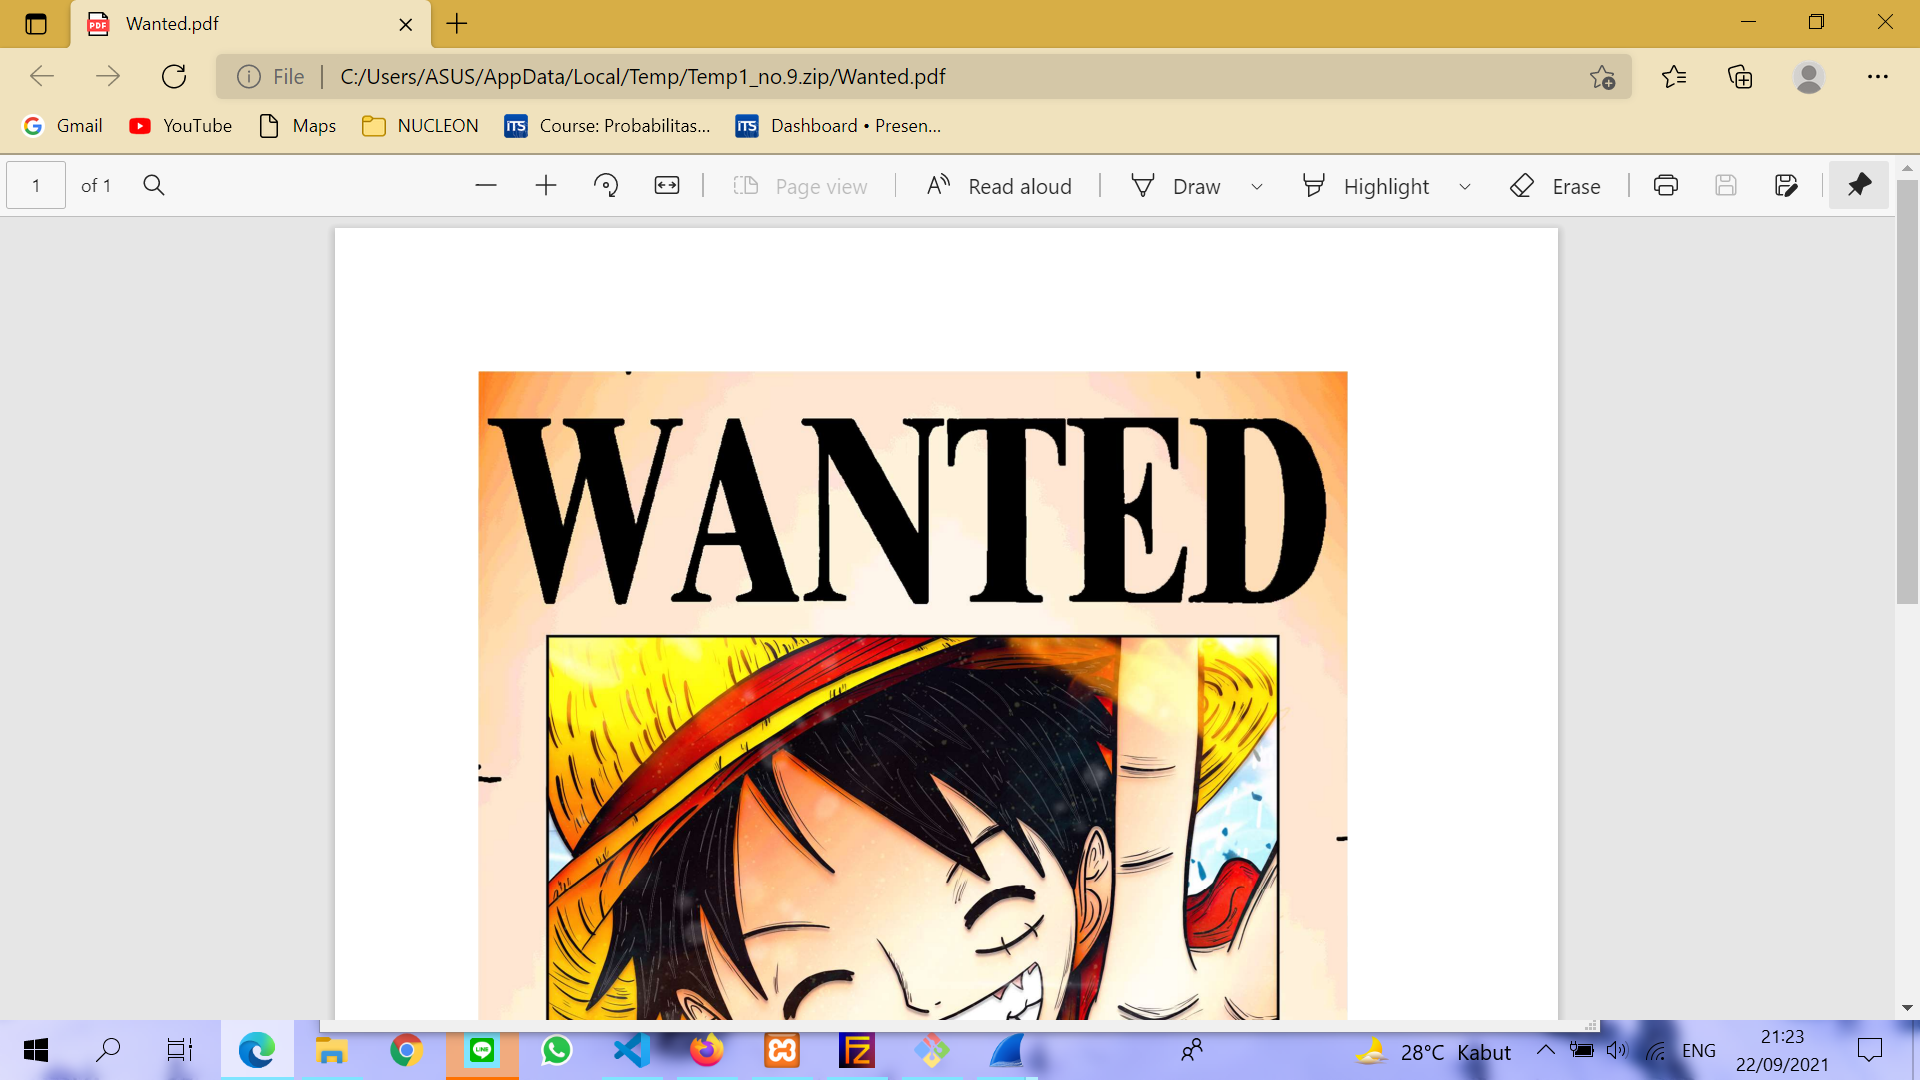 Wanted.pdf
File
C:/Users/ASUS/AppData/Local/Temp/Temp1_no.9.zip/Wanted.pdf
Gmail
YouTube
Maps
NUCLEON
Course: Probabilitas...
Dashboard • Presen...
1 of 1
Page view
Read aloud
Draw
Highlight
Erase
WANTED
28°C Kabut
ENG
21:23
22/09/2021